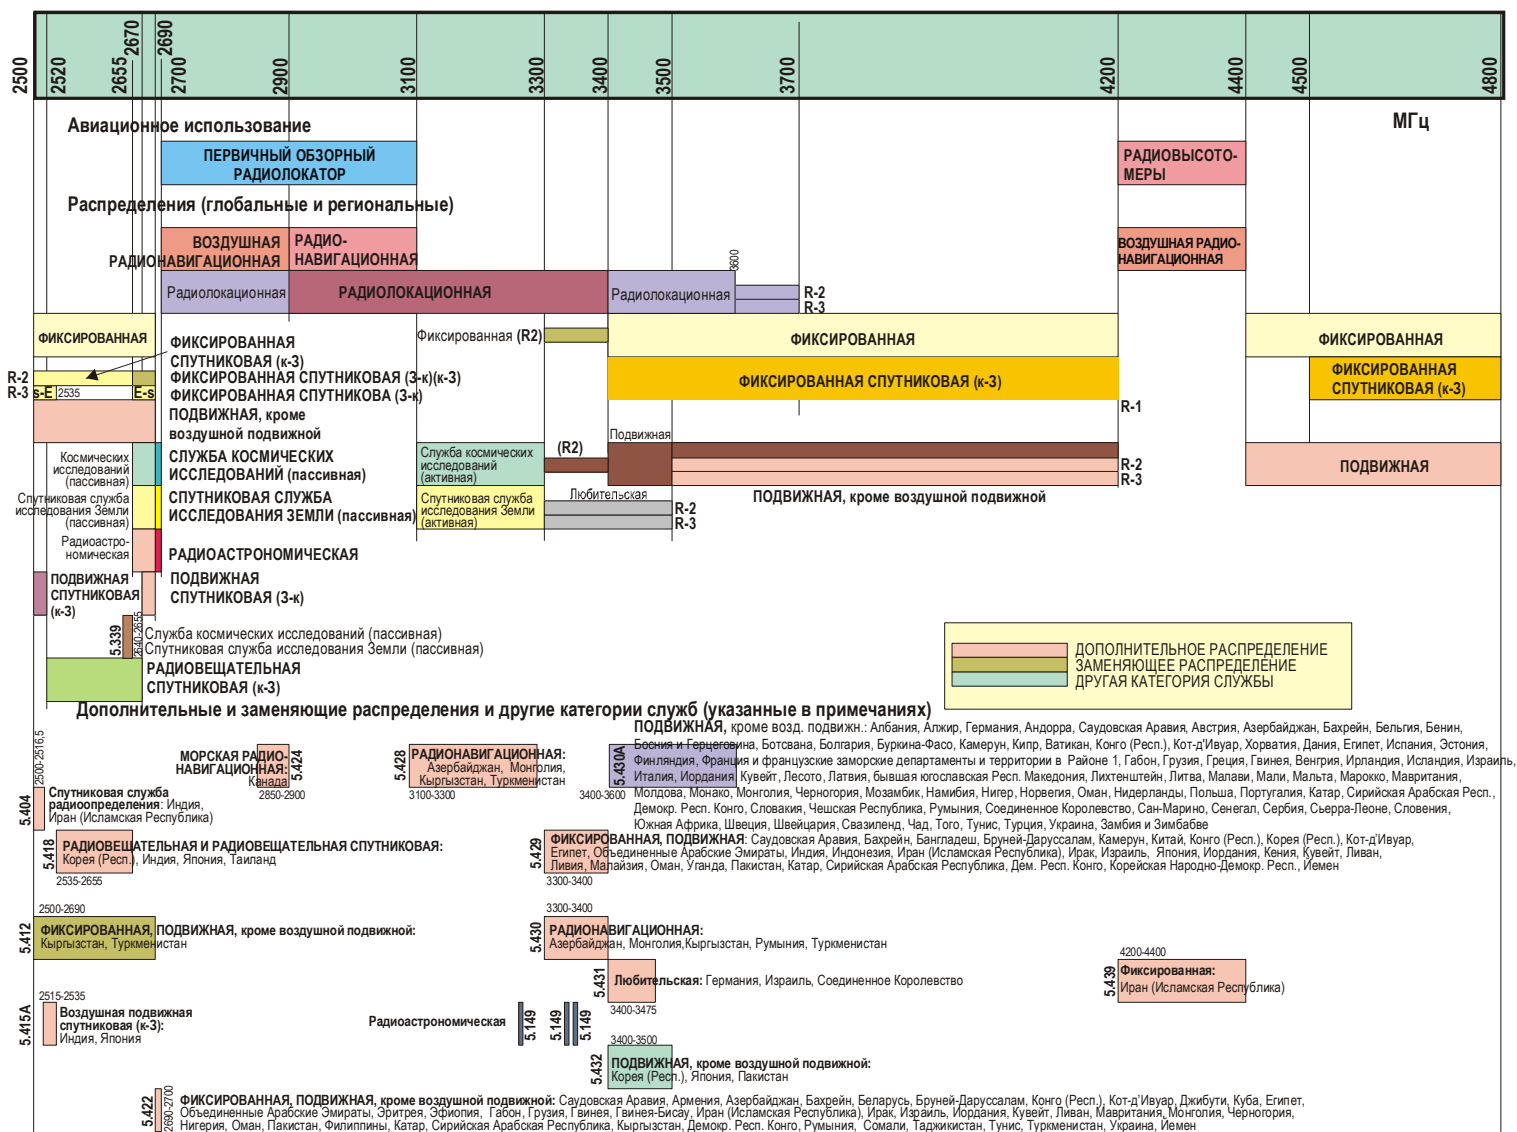 2500
2520
2655
2670
2690
2700
2900
3100
3300
3400
3500
3700
4200
4400
4500
4800
Авиационное использование
МГц
ПЕРВИЧНЫЙ ОБЗОРНЫЙ
РАДИОЛОКАТОР
РАДИОВЫСОТО-
МЕРЫ
Распределения (глобальные и региональные)
ВОЗДУШНАЯ
РАДИОНАВИГАЦИОННАЯ
РАДИО-
НАВИГАЦИОННАЯ
ВОЗДУШНАЯ РАДИО-
НАВИГАЦИОННАЯ
3600
Радиолокационная
РАДИОЛОКАЦИОННАЯ
Радиолокационная
R-2
R-3
ФИКСИРОВАННАЯ
ФИКСИРОВАННАЯ
СПУТНИКОВАЯ (к-З)
Фиксированная (R2)
ФИКСИРОВАННАЯ
ФИКСИРОВАННАЯ
R-2
R-3
s-E
2535
E-s
ФИКСИРОВАННАЯ СПУТНИКОВАЯ (З-к)(к-З)
ФИКСИРОВАННАЯ СПУТНИКОВА (З-к)
ФИКСИРОВАННАЯ СПУТНИКОВАЯ (к-З)
ФИКСИРОВАННАЯ
СПУТНИКОВАЯ (к-З)
R-1
ПОДВИЖНАЯ, кроме
воздушной подвижной
Космических
исследований
(пассивная)
СЛУЖБА КОСМИЧЕСКИХ
ИССЛЕДОВАНИЙ (пассивная)
Служба космических
исследований
(активная)
(R2)
Подвижная
R-2
R-3
ПОДВИЖНАЯ
ПОДВИЖНАЯ, кроме воздушной подвижной
Спутниковая служба
исследования Земли
(пассивная)
СПУТНИКОВАЯ СЛУЖБА
ИССЛЕДОВАНИЯ ЗЕМЛИ (пассивная)
Спутниковая служба
исследования Земли
(активная)
Любительская
R-2
R-3
Радиоастро-
номическая
РАДИОАСТРОНОМИЧЕСКАЯ
ПОДВИЖНАЯ
СПУТНИКОВАЯ
(к-З)
ПОДВИЖНАЯ
СПУТНИКОВАЯ (З-к)
5.339
2640-2655
Служба космических исследований (пассивная)
Спутниковая служба исследования Земли (пассивная)
РАДИОВЕЩАТЕЛЬНАЯ
СПУТНИКОВАЯ (к-З)
ДОПОЛНИТЕЛЬНОЕ РАСПРЕДЕЛЕНИЕ
ЗАМЕНЯЮЩЕЕ РАСПРЕДЕЛЕНИЕ
ДРУГАЯ КАТЕГОРИЯ СЛУЖБЫ
Дополнительные и заменяющие распределения и другие категории служб (указанные в примечаниях)
2500-2516,5
5.404
Спутниковая служба
радиоопределения: Индия,
Иран (Исламская Республика)
МОРСКАЯ РАДИО-
НАВИГАЦИОННАЯ:
Канада
5.424
2850-2900
5.428
РАДИОНАВИГАЦИОННАЯ:
Азербайджан, Монголия,
Кыргызстан, Туркменистан
3100-3300
5.430A
3400-3600
ПОДВИЖНАЯ, кроме возд. подвижн.: Албания, Алжир, Германия, Андорра, Саудовская Аравия, Австрия, Азербайджан, Бахрейн, Бельгия, Бенин,
Босния и Герцеговина, Ботсвана, Болгария, Буркина-Фасо, Камерун, Кипр, Ватикан, Конго (Респ.), Кот-д'Ивуар, Хорватия, Дания, Египет, Испания, Эстония,
Финляндия, Франция и французские заморские департаменты и территории в Районе 1, Габон, Грузия, Греция, Гвинея, Венгрия, Ирландия, Исландия, Израиль,
Италия, Иордания, Кувейт, Лесото, Латвия, бывшая югославская Респ. Македония, Лихтенштейн, Литва, Малави, Мали, Мальта, Марокко, Мавритания,
Молдова, Монако, Монголия, Черногория, Мозамбик, Намибия, Нигер, Норвегия, Оман, Нидерланды, Польша, Португалия, Катар, Сирийская Арабская Респ.,
Демокр. Респ. Конго, Словакия, Чешская Республика, Румыния, Соединенное Королевство, Сан-Марино, Сенегал, Сербия, Сьерра-Леоне, Словения,
Южная Африка, Швеция, Швейцария, Свазиленд, Чад, Того, Тунис, Турция, Украина, Замбия и Зимбабве
5.418
РАДИОВЕЩАТЕЛЬНАЯ И РАДИОВЕЩАТЕЛЬНАЯ СПУТНИКОВАЯ:
Корея (Респ.), Индия, Япония, Таиланд
2535-2655
5.429
ФИКСИРОВАННАЯ, ПОДВИЖНАЯ: Саудовская Аравия, Бахрейн, Бангладеш, Бруней-Даруссалам, Камерун, Китай, Конго (Респ.), Корея (Респ.), Кот-д'Ивуар,
Египет, Объединенные Арабские Эмираты, Индия, Индонезия, Иран (Исламская Республика), Ирак, Израиль, Япония, Иордания, Кения, Кувейт, Ливан,
Ливия, Малайзия, Оман, Уганда, Пакистан, Катар, Сирийская Арабская Республика, Дем. Респ. Конго, Корейская Народно-Демокр. Респ., Йемен
3300-3400
2500-2690
5.412
ФИКСИРОВАННАЯ, ПОДВИЖНАЯ, кроме воздушной подвижной:
Кыргызстан, Туркменистан
3300-3400
5.430
РАДИОНАВИГАЦИОННАЯ:
Азербайджан, Монголия,Кыргызстан, Румыния, Туркменистан
5.431
Любительская: Германия, Израиль, Соединенное Королевство
3400-3475
4200-4400
5.439
Фиксированная:
Иран (Исламская Республика)
2515-2535
5.415A
Воздушная подвижная
спутниковая (к-З):
Индия, Япония
Радиоастрономическая
5.149
5.149
5.149
3400-3500
5.432
ПОДВИЖНАЯ, кроме воздушной подвижной:
Корея (Респ.), Япония, Пакистан
5.422
2690-2700
ФИКСИРОВАННАЯ, ПОДВИЖНАЯ, кроме воздушной подвижной: Саудовская Аравия, Армения, Азербайджан, Бахрейн, Беларусь, Бруней-Даруссалам, Конго (Респ.), Кот-д'Ивуар, Джибути, Куба, Египет,
Объединенные Арабские Эмираты, Эритрея, Эфиопия, Габон, Грузия, Гвинея, Гвинея-Бисау, Иран (Исламская Республика), Ирак, Израиль, Иордания, Кувейт, Ливан, Мавритания, Монголия, Черногория,
Нигерия, Оман, Пакистан, Филиппины, Катар, Сирийская Арабская Республика, Кыргызстан, Демокр. Респ. Конго, Румыния, Сомали, Таджикистан, Тунис, Туркменистан, Украина, Йемен